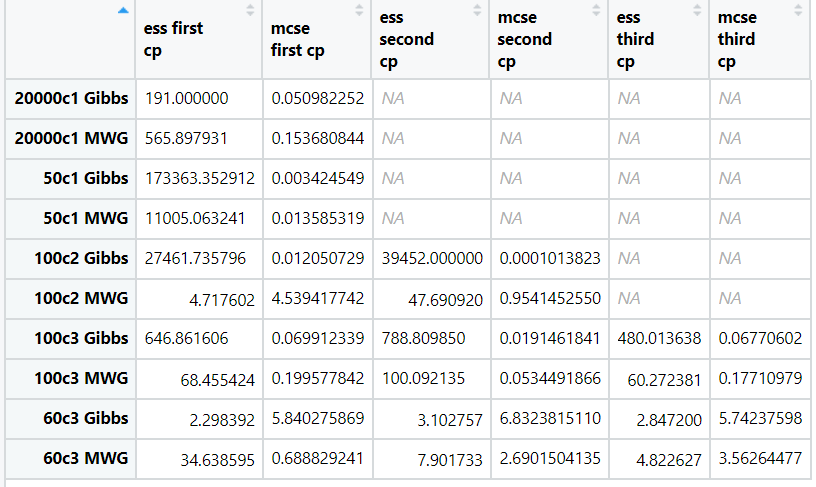 ess first cp mcse first cp ess second cp mcse second cp ess third cp mcse third cp
20000c1 Gibbs 191.000000 0.050982252 NA NA NA NA
20000c1 MWG 565.897931 0.153680844 NA NA NA NA
50c1 Gibbs 173363.352912 0.003424549 NA NA NA NA
50c1 MWG 11005.063241 0.013585319 NA NA NA NA
100c2 Gibbs 27461.735796 0.012050729 39452.000000 0.0001013823 NA NA
100c2 MWG 4.717602 4.539417742 47.690920 0.9541452550 NA NA
100c3 Gibbs 646.861606 0.069912339 788.809850 0.0191461841 480.013638 0.06770602
100c3 MWG 68.455424 0.199577842 100.092135 0.0534491866 60.272381 0.17710979
60c3 Gibbs 2.298392 5.840275869 3.102757 6.8323815110 2.847200 5.74237598
60c3 MWG 34.638595 0.688829241 7.901733 2.6901504135 4.822627 3.56264477